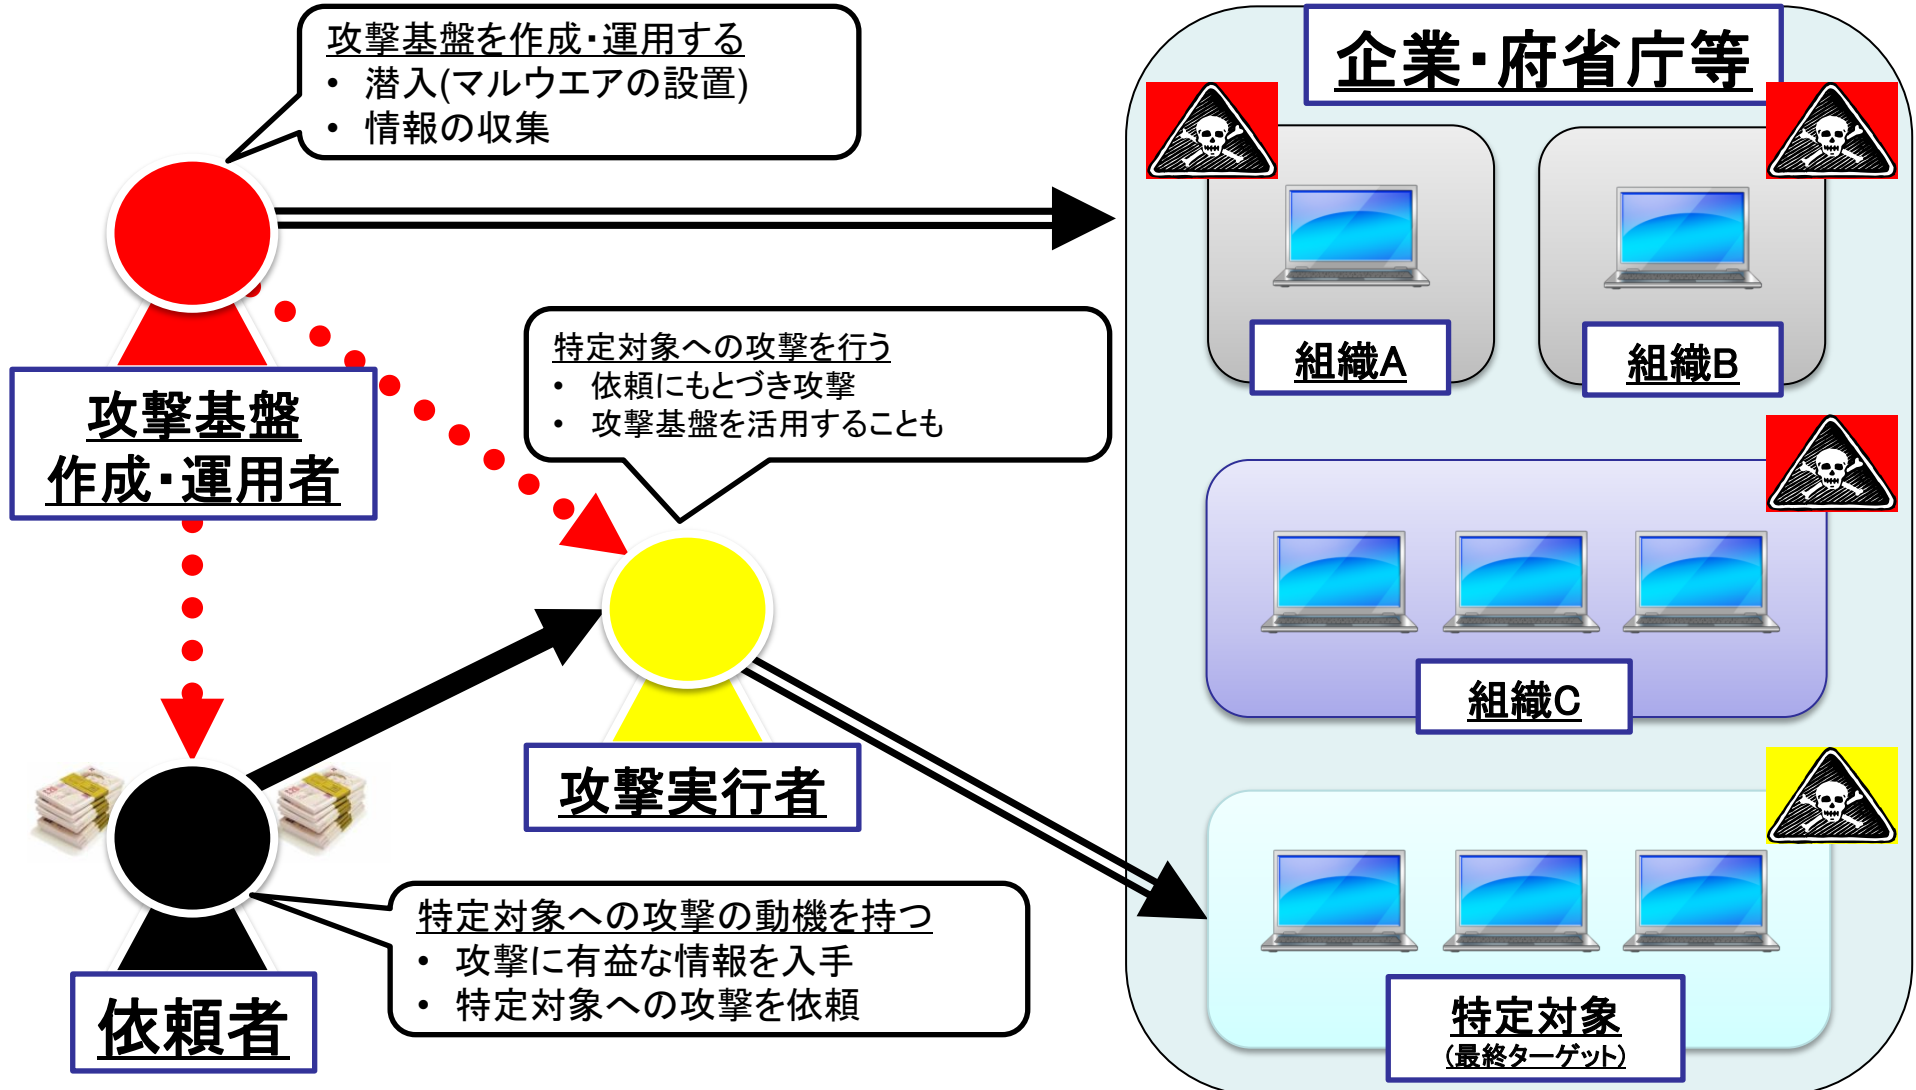 攻撃基盤を作成・運用する
• 潜入(マルウエアの設置)
• 情報の収集
企業・府省庁等
組織A
組織B
特定対象への攻撃を行う
• 依頼にもとづき攻撃
• 攻撃基盤を活用することも
攻撃基盤
作成・運用者
組織C
攻撃実行者
特定対象への攻撃の動機を持つ
• 攻撃に有益な情報を入手
• 特定対象への攻撃を依頼
依頼者
特定対象
(最終ターゲット)